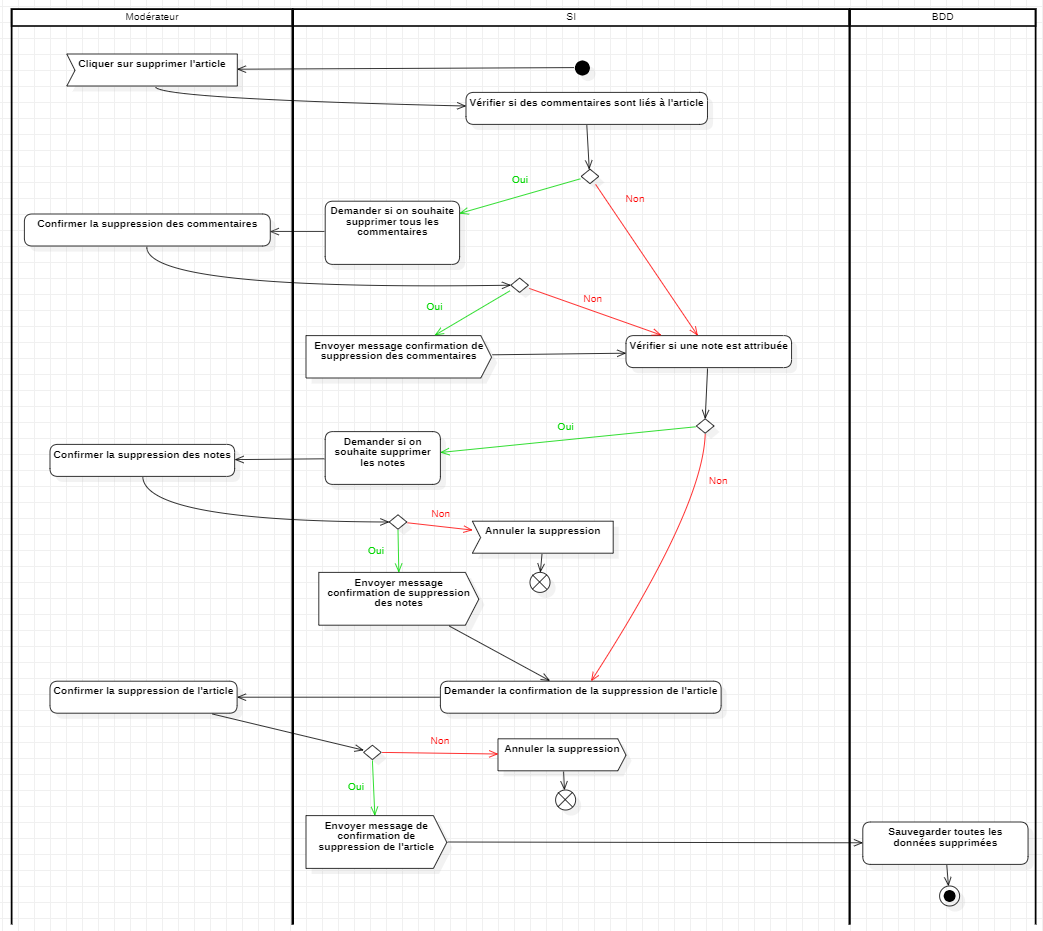 Modérateur
SI
BDD
Cliquer sur supprimer l'article
Vérifier si des commentaires sont liés à l'article
Oui
Non
Demander si on souhaite
supprimer tous les
commentaires
Confirmer la suppression des commentaires
Oui
Non
Envoyer message confirmation de
suppression des commentaires
Vérifier si une note est attribuée
Oui
Non
Demander si on
souhaite supprimer
les notes
Confirmer la suppression des notes
Non
Oui
Annuler la suppression
Envoyer message
confirmation de suppression
des notes
Confirmer la suppression de l'article
Demander la confirmation de la suppression de l'article
Non
Oui
Annuler la suppression
Envoyer message de
confirmation de
suppression de l'article
Sauvegarder toutes les
données supprimées